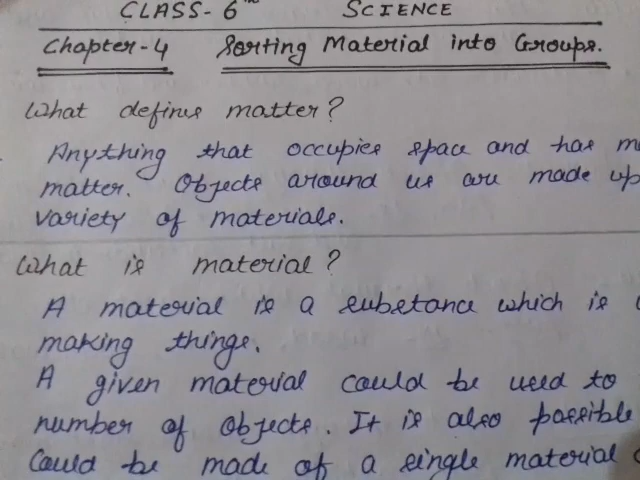 CLASS-6th SCIENCE
Chapter-4 Sorting Material into Groups.
What defines matter?
Anything that occupies space and has
matter. Objects around us are made up
variety of materials.
What is material?
A material is a substance which is
making things.
A given material could be used to
number of objects. It is also possible
Could be made of a single material